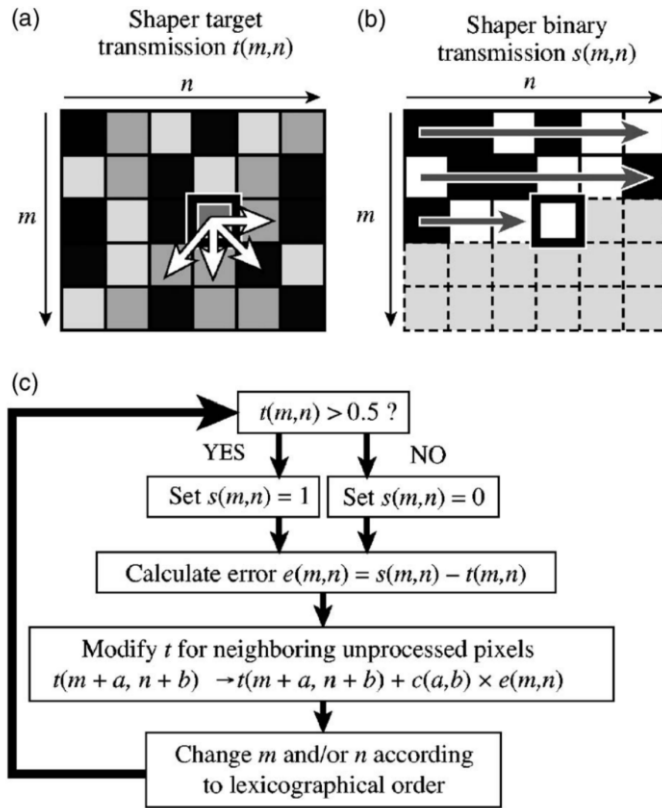 (a)
Shaper target
transmission t(m,n)
n
m
(b)
Shaper binary
transmission s(m,n)
n
m
(c)
t(m,n) > 0.5 ?
YES
NO
Set s(m,n) = 1
Set s(m,n) = 0
Calculate error e(m,n) = s(m,n) – t(m,n)
Modify t for neighboring unprocessed pixels
t(m + a, n + b) → t(m + a, n + b) + c(a,b) × e(m,n)
Change m and/or n according
to lexicographical order